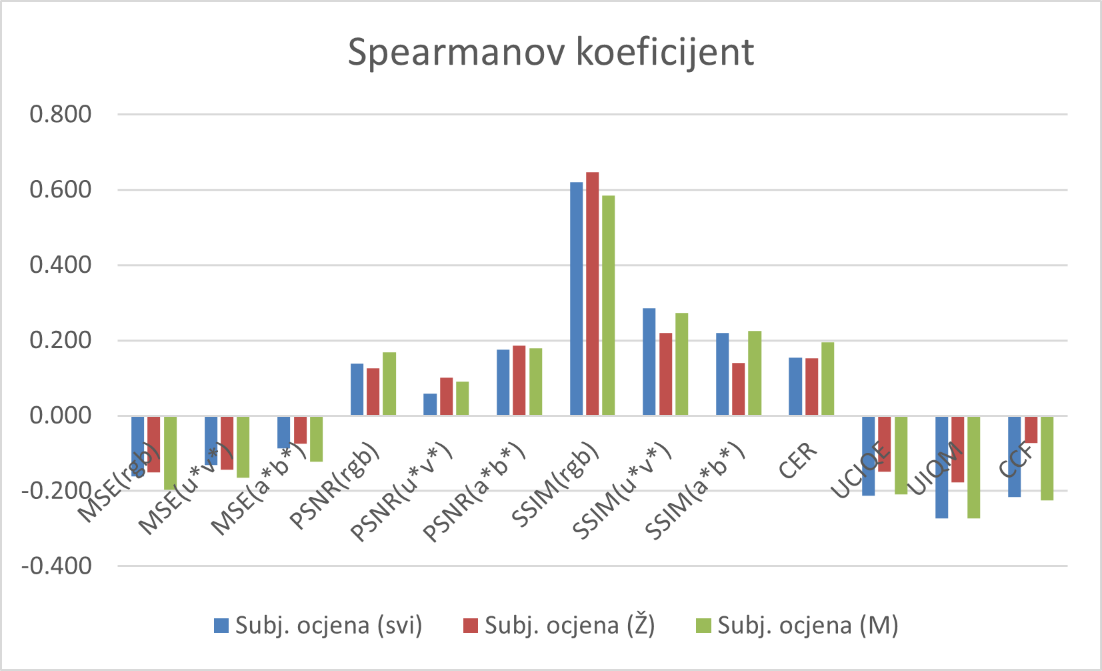 Spearmanov koeficijent
0.800
0.600
0.400
0.200
0.000
-0.200
-0.400
MSE(rgb)
MSE(u*v*)
MSE(a*b*)
PSNR(rgb)
PSNR(u*v*)
PSNR(a*b*)
SSIM(rgb)
SSIM(u*v*)
SSIM(a*b*)
CER
UCIQE
UIQM
CCF
Subj. ocjena (svi) Subj. ocjena (Ž) Subj. ocjena (M)